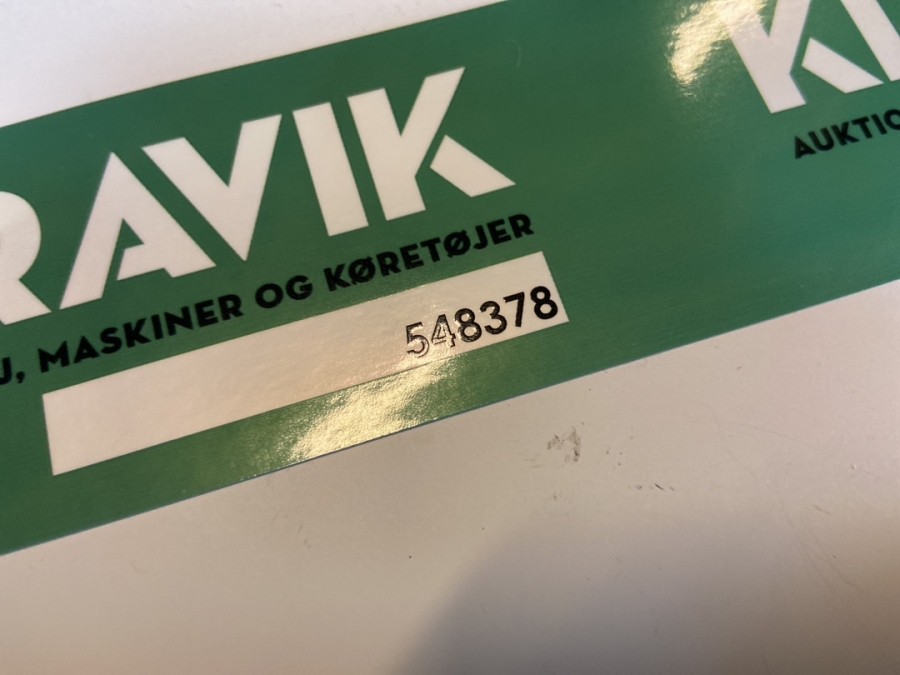 RAVIK
J, MASKINER OG KØRETØJER
548378
K
AUKTIO